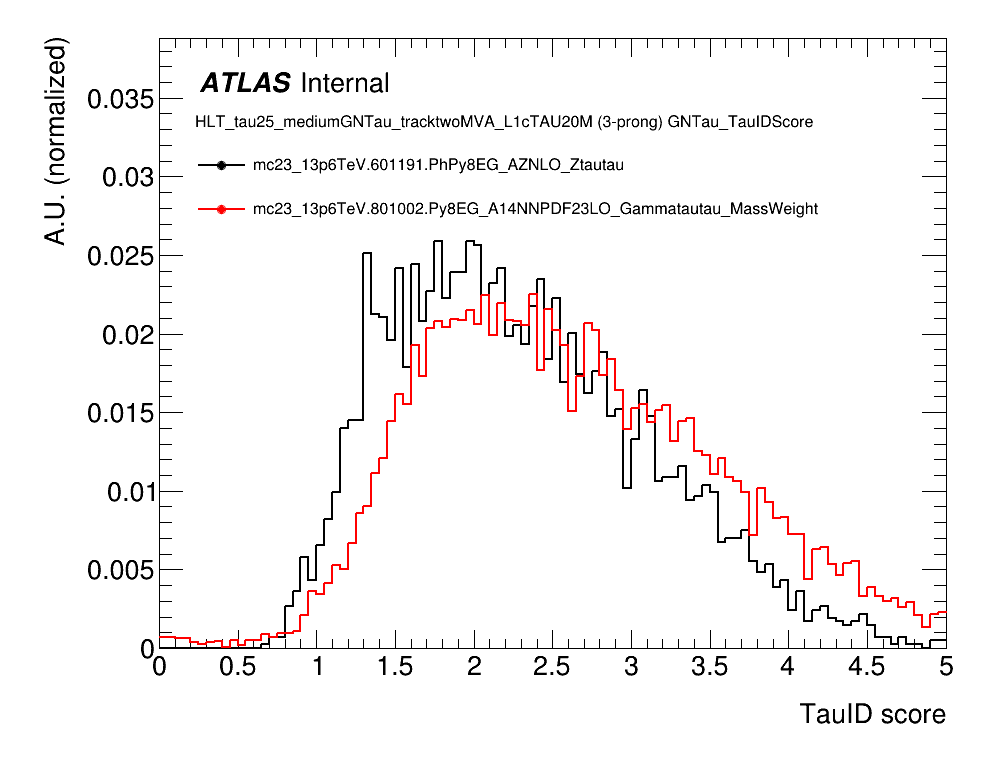 A.U. (normalized)
ATLAS Internal
HLT_tau25_mediumGNTau_tracktwoMVA_L1cTAU20M (3-prong) GNTau_TauIDScore
mc23_13p6TeV.601191.PhPy8EG_AZNLO_Ztautau
mc23_13p6TeV.801002.Py8EG_A14NNPDF23LO_Gammatautau_MassWeight
0.035
0.03
0.025
0.02
0.015
0.01
0.005
0
0 0.5 1 1.5 2 2.5 3 3.5 4 4.5 5
TauID score